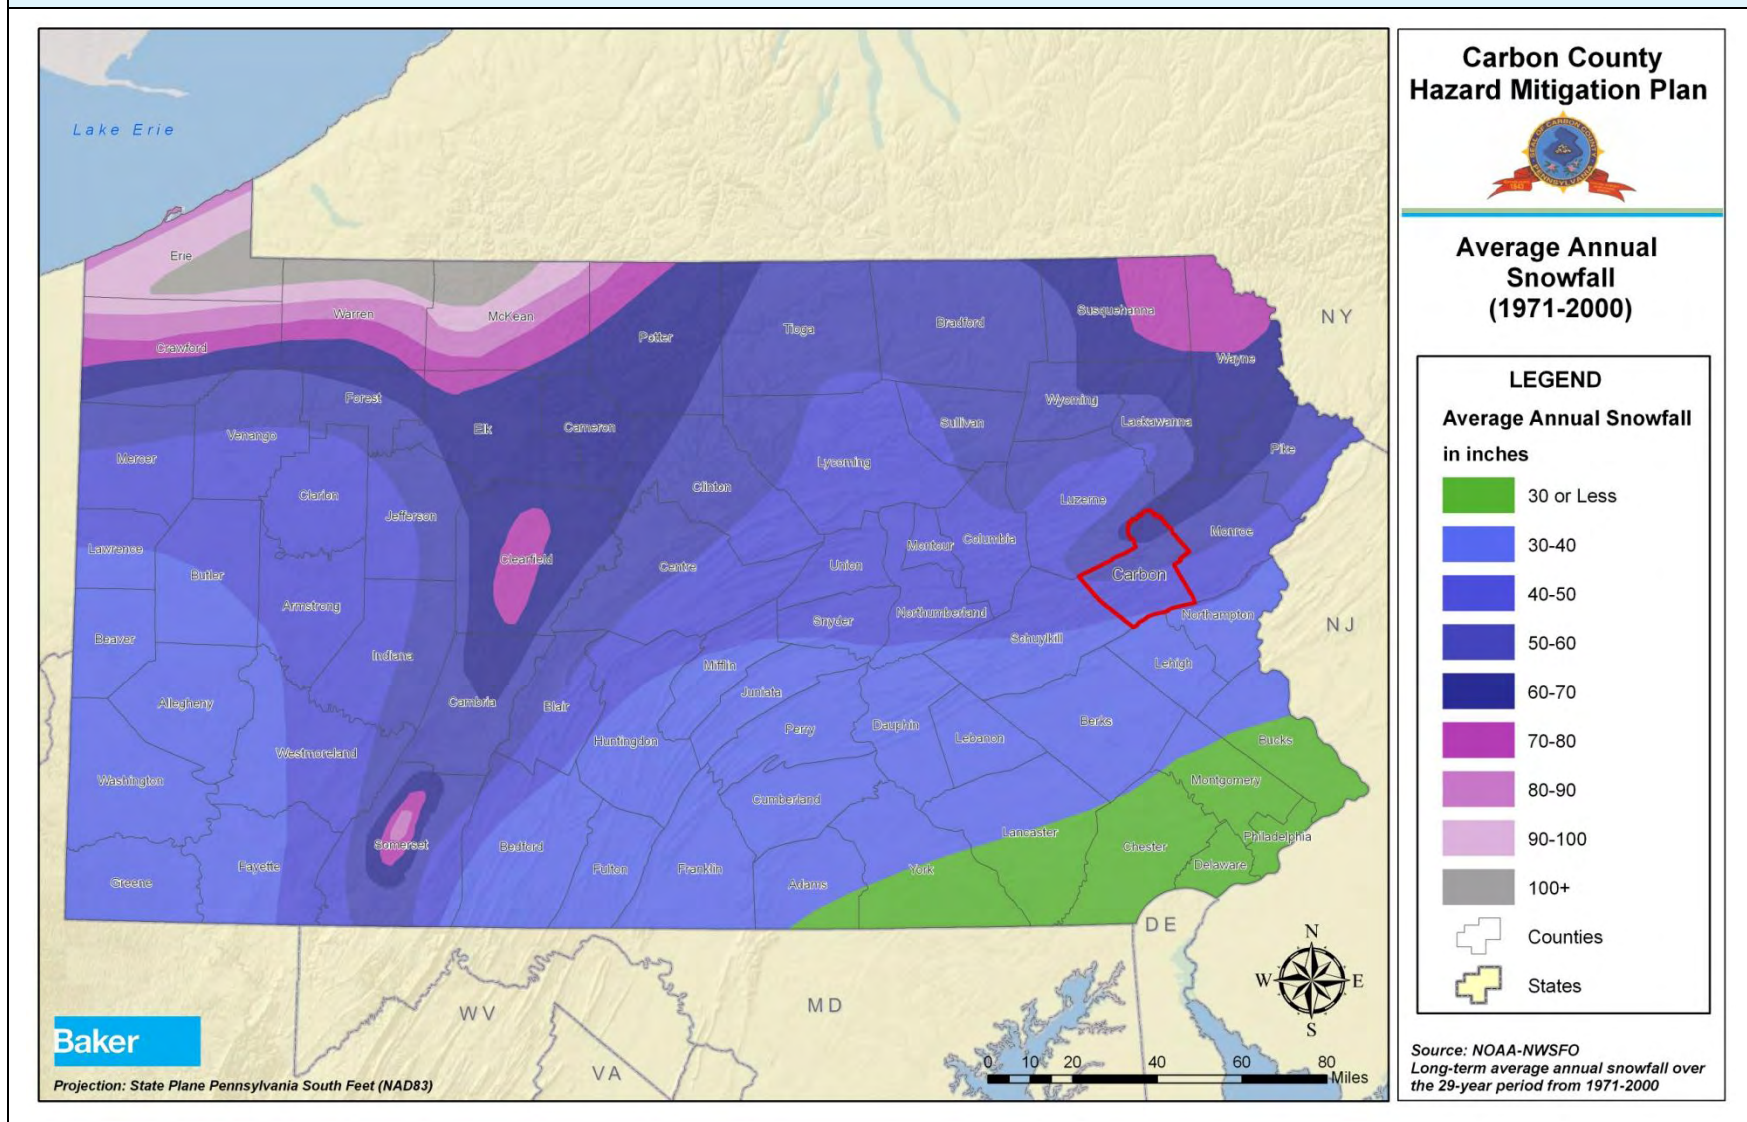 Carbon County
Hazard Mitigation Plan
SEAL OF CARBON COUNTY
PENNSYLVANIA
1843
Average Annual
Snowfall
(1971-2000)
LEGEND
Average Annual Snowfall
in inches
30 or Less
30-40
40-50
50-60
60-70
70-80
80-90
90-100
100+
Counties
States
Source: NOAA-NWSFO
Long-term average annual snowfall over
the 29-year period from 1971-2000
Lake Erie
Erie
Warren
McKean
Crawford
Potter
Tioga
Bradford
Susquehanna
Wayne
NY
Forest
Elk
Cameron
Venango
Mercer
Clarion
Jefferson
Clinton
Lycoming
Sullivan
Wyoming
Lackawanna
Pike
Luzerne
Monroe
Lawrence
Butler
Clearfield
Centre
Union
Montour
Columbia
Carbon
Armstrong
Beaver
Indiana
Snyder
Northumberland
Schuylkill
Northampton
NJ
Lehigh
Mifflin
Juniata
Allegheny
Cambria
Blair
Huntingdon
Perry
Dauphin
Lebanon
Berks
Bucks
Westmoreland
Washington
Montgomery
Cumberland
Somerset
Bedford
Lancaster
Chester
Philadelphia
Delaware
Greene
Fayette
Fulton
Franklin
Adams
York
DE
WV
MD
VA
N
W
E
S
0 10 20 40 60 80
Miles
Baker
Projection: State Plane Pennsylvania South Feet (NAD83)